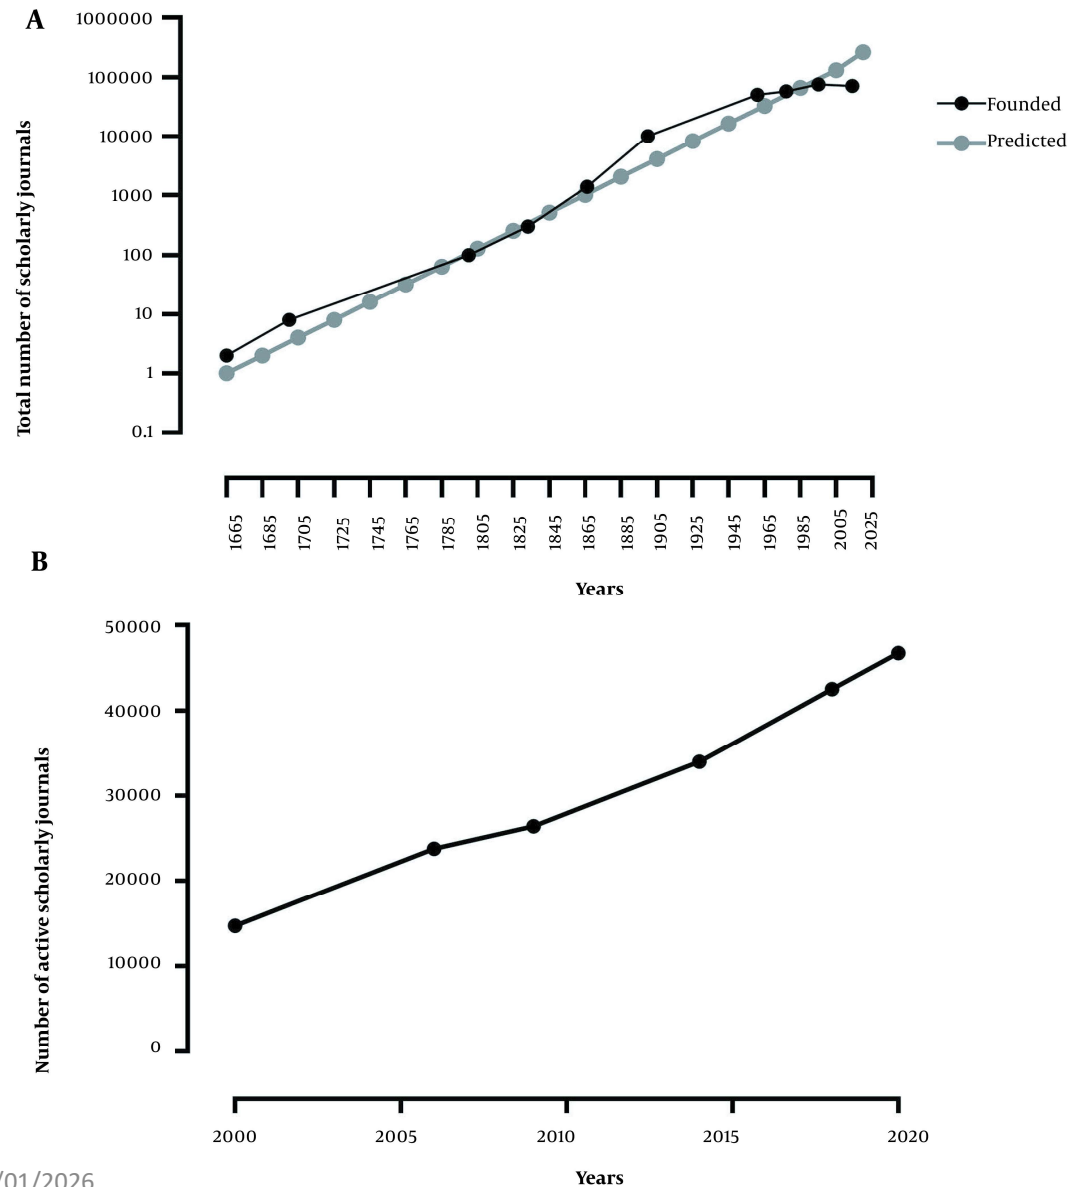 A
1000000
100000
10000
1000
100
10
1
0.1
Total number of scholarly journals
Founded
Predicted
1665 1685 1705 1725 1745 1765 1785 1805 1825 1845 1865 1885 1905 1925 1945 1965 1985 2005 2025
Years
B
50000
40000
30000
20000
10000
0
Number of active scholarly journals
2000 2005 2010 2015 2020
Years
/01/2026